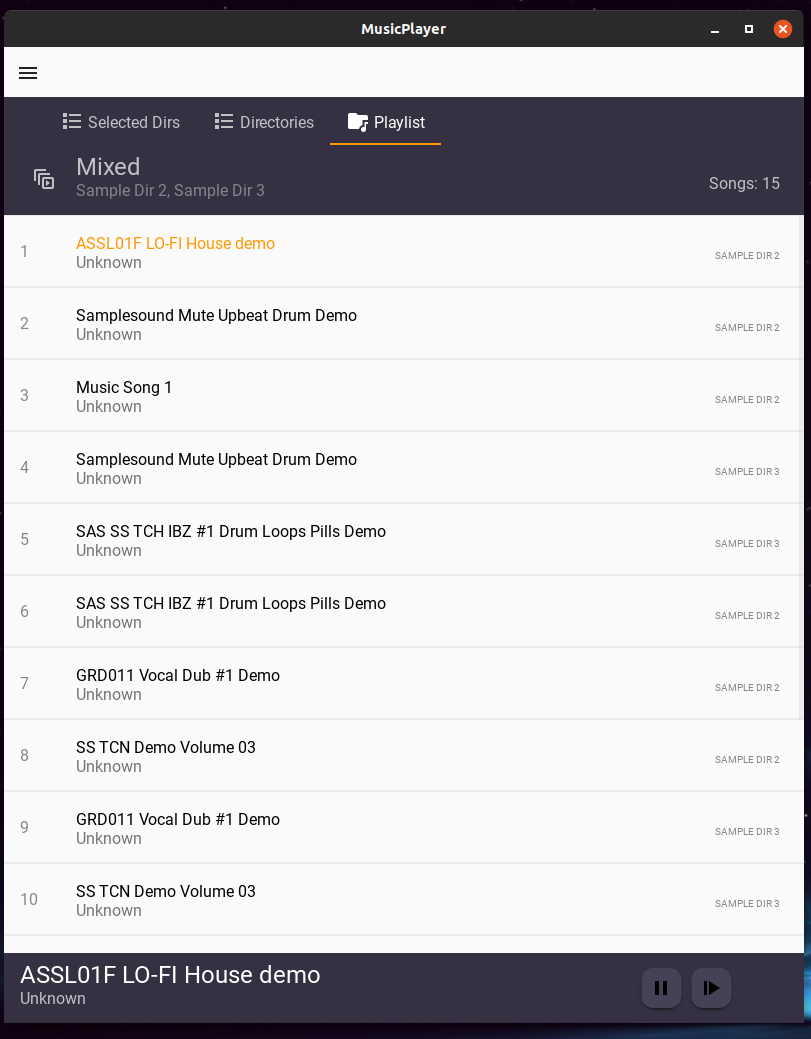 MusicPlayer
Selected Dirs
Directories
Playlist
Mixed
Sample Dir 2, Sample Dir 3
Songs: 15
1
ASSL01F LO-FI House demo
Unknown
SAMPLE DIR 2
2
Samplesound Mute Upbeat Drum Demo
Unknown
SAMPLE DIR 2
3
Music Song 1
Unknown
SAMPLE DIR 2
4
Samplesound Mute Upbeat Drum Demo
Unknown
SAMPLE DIR 3
5
SAS SS TCH IBZ #1 Drum Loops Pills Demo
Unknown
SAMPLE DIR 3
6
SAS SS TCH IBZ #1 Drum Loops Pills Demo
Unknown
SAMPLE DIR 2
7
GRD011 Vocal Dub #1 Demo
Unknown
SAMPLE DIR 2
8
SS TCN Demo Volume 03
Unknown
SAMPLE DIR 2
9
GRD011 Vocal Dub #1 Demo
Unknown
SAMPLE DIR 3
10
SS TCN Demo Volume 03
Unknown
SAMPLE DIR 3
ASSL01F LO-FI House demo
Unknown